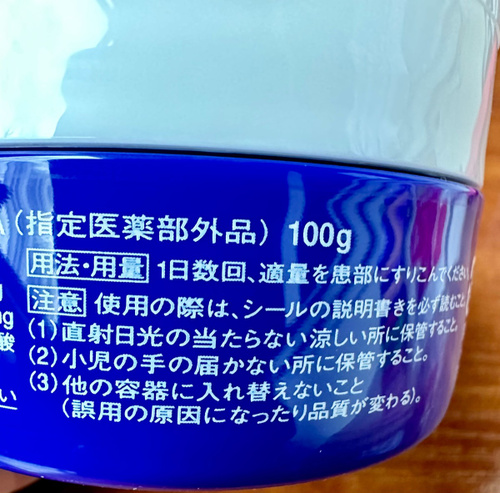 （指定医薬部外品） 100g
用法・用量 1日数回、適量を患部にすりこんでください
注意 使用の際は、シールの説明書きを必ず読むこと。
(1)直射日光の当たらない涼しい所に保管すること。
(2)小児の手の届かない所に保管すること。
酸
(3)他の容器に入れ替えないこと
い
(誤用の原因になったり品質が変わる)。